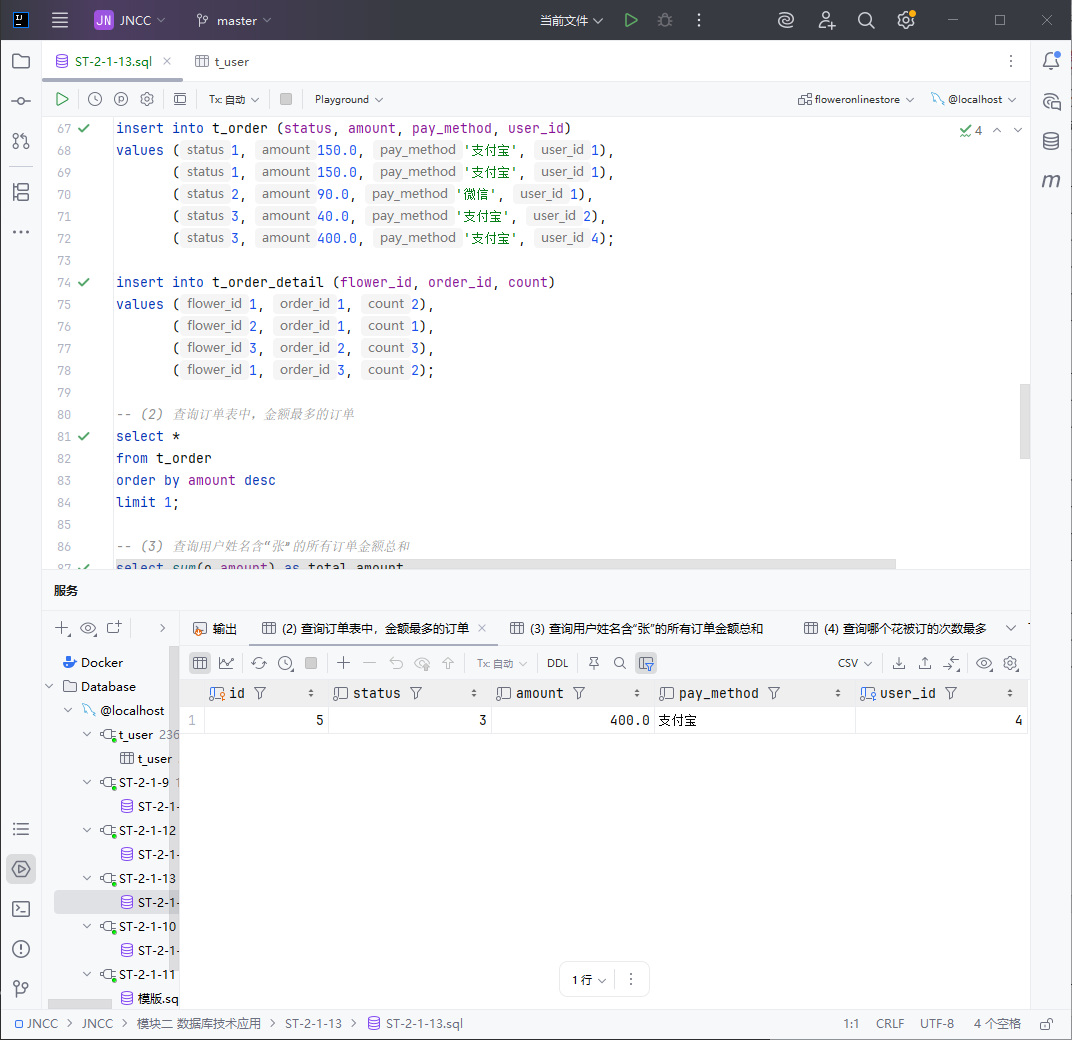 JN JNCC master 当前文件
ST-2-1-13.sql t_user
Tx: 自动 Playground floweronlinestore @localhost
67 insert into t_order (status, amount, pay_method, user_id) 4
68 values ( status 1, amount 150.0, pay_method '支付宝', user_id 1),
69 ( status 1, amount 150.0, pay_method '支付宝', user_id 1),
70 ( status 2, amount 90.0, pay_method '微信', user_id 1),
71 ( status 3, amount 40.0, pay_method '支付宝', user_id 2),
72 ( status 3, amount 400.0, pay_method '支付宝', user_id 4);
73
74 insert into t_order_detail (flower_id, order_id, count)
75 values ( flower_id 1, order_id 1, count 2),
76 ( flower_id 2, order_id 1, count 1),
77 ( flower_id 3, order_id 2, count 3),
78 ( flower_id 1, order_id 3, count 2);
79
80 -- (2) 查询订单表中，金额最多的订单
81 select *
82 from t_order
83 order by amount desc
84 limit 1;
85
86 -- (3) 查询用户姓名含“张”的所有订单金额总和
87 select sum(o.amount) as total_amount
服务
输出 (2) 查询订单表中，金额最多的订单 (3) 查询用户姓名含“张”的所有订单金额总和 (4) 查询哪个花被订的次数最多
Tx: 自动 DDL CSV
id status amount pay_method user_id
1 5 3 400.0 支付宝 4
Docker
Database
@localhost
t_user 236
t_user
ST-2-1-9
ST-2-1-
ST-2-1-12
ST-2-1-
ST-2-1-13
ST-2-1-
ST-2-1-10
ST-2-1-
ST-2-1-11
模版.sq
1 行
JNCC > JNCC > 模块二 数据库技术应用 > ST-2-1-13 > ST-2-1-13.sql 1:1 CRLF UTF-8 4 个空格